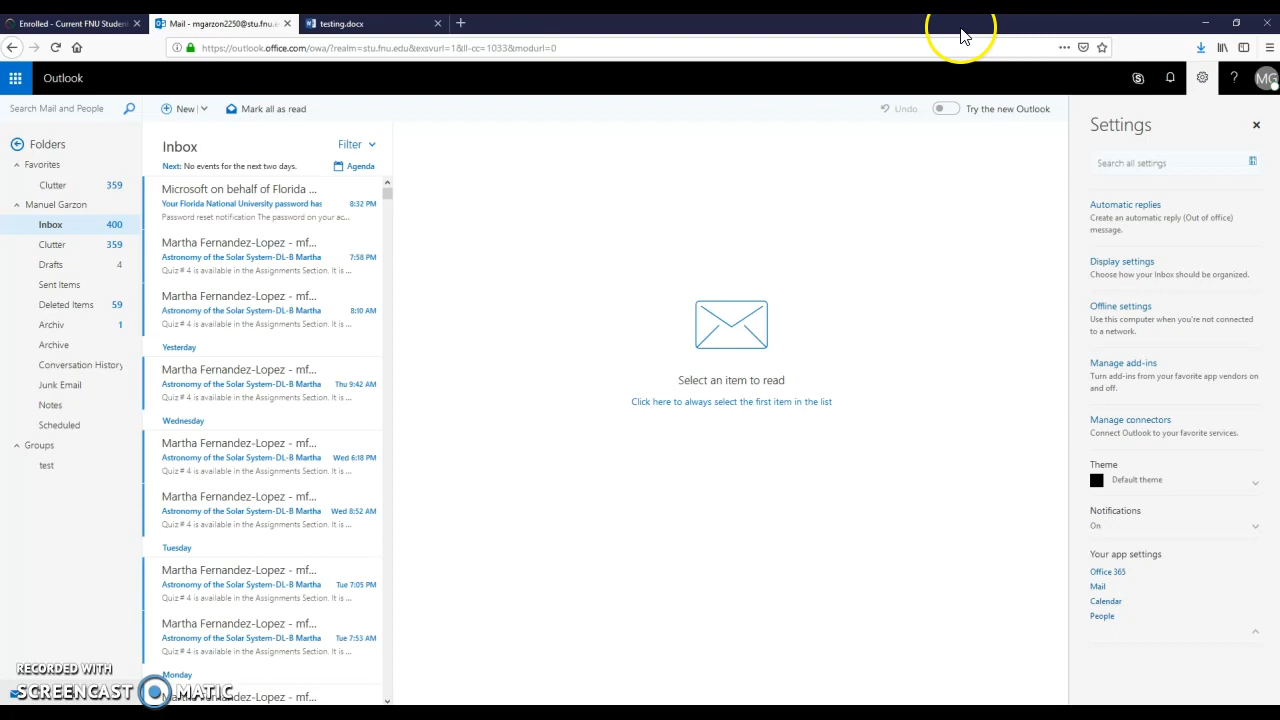 Enrolled - Current FNU Student
Mail - mgarzon2250@stu.fnu.e
testing.docx
https://outlook.office.com/owa/?realm=stu.fnu.edu&exsvurl=1&ll-cc=1033&modurl=0
Outlook
MG
Search Mail and People
New
Mark all as read
Undo
Try the new Outlook
Folders
Favorites
Clutter 359
Manuel Garzon
Inbox 400
Clutter 359
Drafts 4
Sent Items
Deleted Items 59
Archiv 1
Archive
Conversation History
Junk Email
Notes
Scheduled
Groups
test
Inbox
Filter
Next: No events for the next two days.
Agenda
Microsoft on behalf of Florida ...
Your Florida National University password has 8:32 PM
Password reset notification The password on your ac...
Martha Fernandez-Lopez - mf...
Astronomy of the Solar System-DL-B Martha 7:58 PM
Quiz # 4 is available in the Assignments Section. It is ...
Martha Fernandez-Lopez - mf...
Astronomy of the Solar System-DL-B Martha 8:10 AM
Quiz # 4 is available in the Assignments Section. It is ...
Yesterday
Martha Fernandez-Lopez - mf...
Astronomy of the Solar System-DL-B Martha Thu 9:42 AM
Quiz # 4 is available in the Assignments Section. It is ...
Wednesday
Martha Fernandez-Lopez - mf...
Astronomy of the Solar System-DL-B Martha Wed 6:18 PM
Quiz # 4 is available in the Assignments Section. It is ...
Martha Fernandez-Lopez - mf...
Astronomy of the Solar System-DL-B Martha Wed 8:52 AM
Quiz # 4 is available in the Assignments Section. It is ...
Tuesday
Martha Fernandez-Lopez - mf...
Astronomy of the Solar System-DL-B Martha Tue 7:05 PM
Quiz # 4 is available in the Assignments Section. It is ...
Martha Fernandez-Lopez - mf...
Astronomy of the Solar System-DL-B Martha Tue 7:53 AM
Quiz # 4 is available in the Assignments Section. It is ...
Monday
Martha Fernandez-Lopez - mf...
Select an item to read
Click here to always select the first item in the list
Settings
Search all settings
Automatic replies
Create an automatic reply (Out of office)
message.
Display settings
Choose how your Inbox should be organized.
Offline settings
Use this computer when you're not connected
to a network.
Manage add-ins
Turn add-ins from your favorite app vendors on
and off.
Manage connectors
Connect Outlook to your favorite services.
Theme
Default theme
Notifications
On
Your app settings
Office 365
Mail
Calendar
People
RECORDED WITH
SCREENCAST MATIC